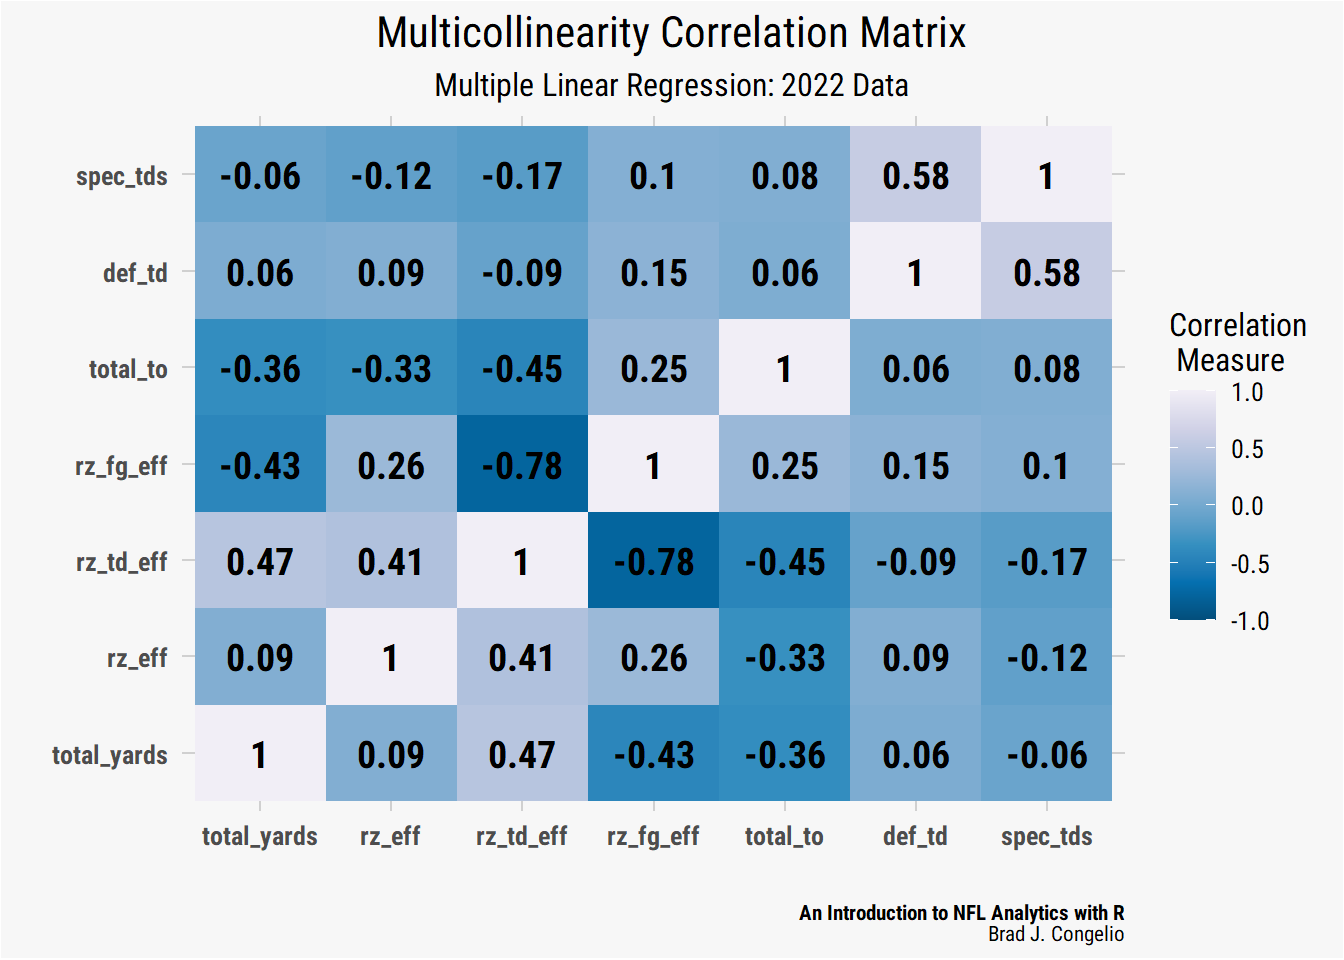 Multicollinearity Correlation Matrix
Multiple Linear Regression: 2022 Data
spec_tds -0.06 -0.12 -0.17 0.1 0.08 0.58 1
def_td 0.06 0.09 -0.09 0.15 0.06 1 0.58
total_to -0.36 -0.33 -0.45 0.25 1 0.06 0.08
rz_fg_eff -0.43 0.26 -0.78 1 0.25 0.15 0.1
rz_td_eff 0.47 0.41 1 -0.78 -0.45 -0.09 -0.17
rz_eff 0.09 1 0.41 0.26 -0.33 0.09 -0.12
total_yards 1 0.09 0.47 -0.43 -0.36 0.06 -0.06
total_yards rz_eff rz_td_eff rz_fg_eff total_to def_td spec_tds
Correlation
Measure
1.0
0.5
0.0
-0.5
-1.0
An Introduction to NFL Analytics with R
Brad J. Congelio